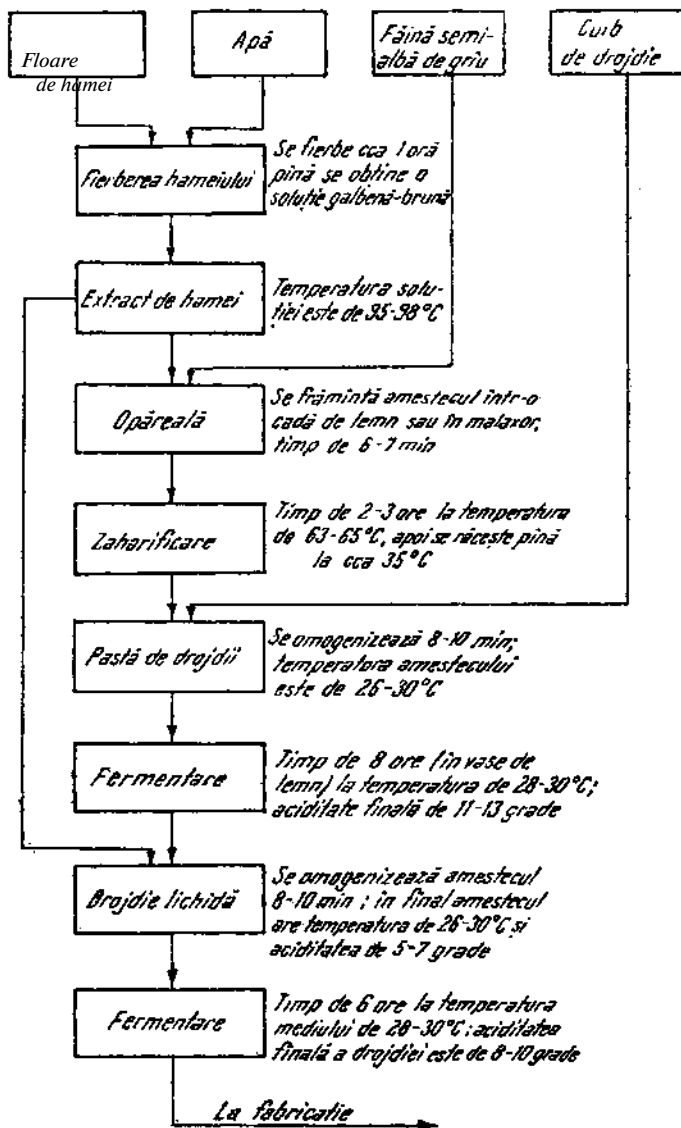 Floare
de hamei
Apă
Făină semi-
albă de grîu
Cuib
de drojdie
Fierberea hameiului
Se fierbe cca 1 oră
pînă se obtine o
soluție galbenă-brună
Extract de hamei
Temperatura solu-
ției este de 95-98°C
Opăreală
Se frămîntă amestecul într-o
cadă de lemn sau în malaxor,
timp de 6-7 min
Zaharificare
Timp de 2-3 ore la temperatura
de 63-65°C, apoi se răcește pînă
la cca 35°C
Pastă de drojdii
Se omogenizează 8-10 min;
temperatura amestecului
este de 26-30°C
Fermentare
Timp de 8 ore (în vase de
lemn) la temperatura de 28-30°C;
aciditate finală de 11-13 grade
Drojdie lichidă
Se omogenizează amestecul
8-10 min; în final amestecul
are temperatura de 26-30°C și
aciditatea de 5-7 grade
Fermentare
Timp de 6 ore la temperatura
mediului de 28-30°C; aciditatea
finală a drojdiei este de 8-10 grade
La fabricatie